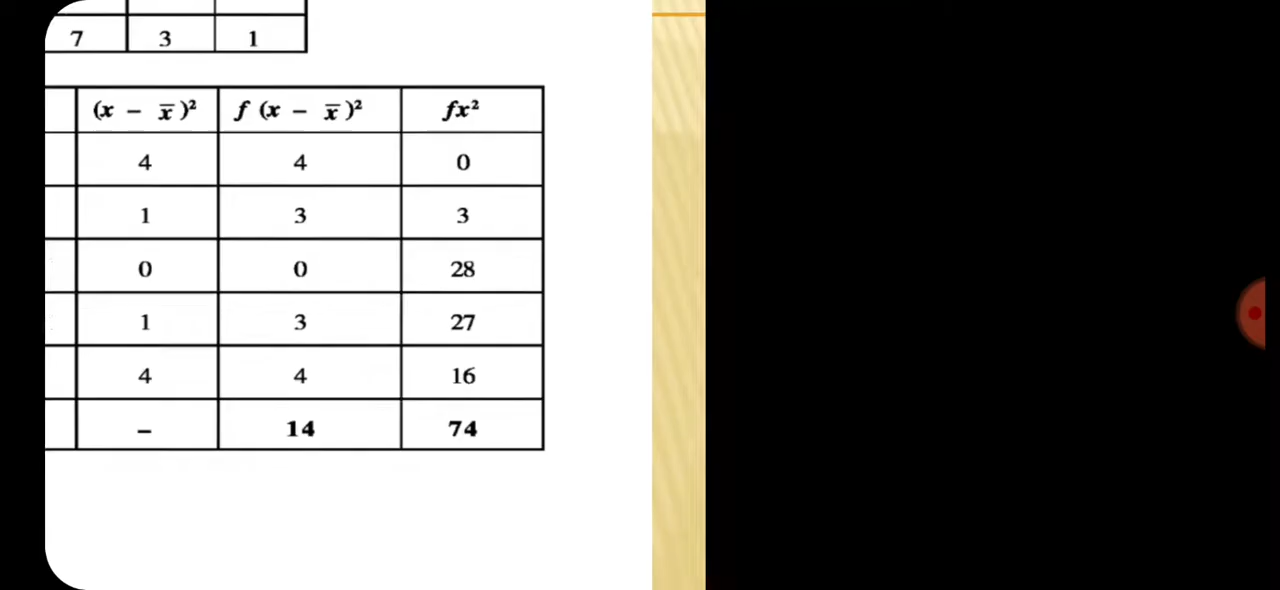 7 3 1
(x − x̅)² f (x − x̅)² fx²
4 4 0
1 3 3
0 0 28
1 3 27
4 4 16
– 14 74